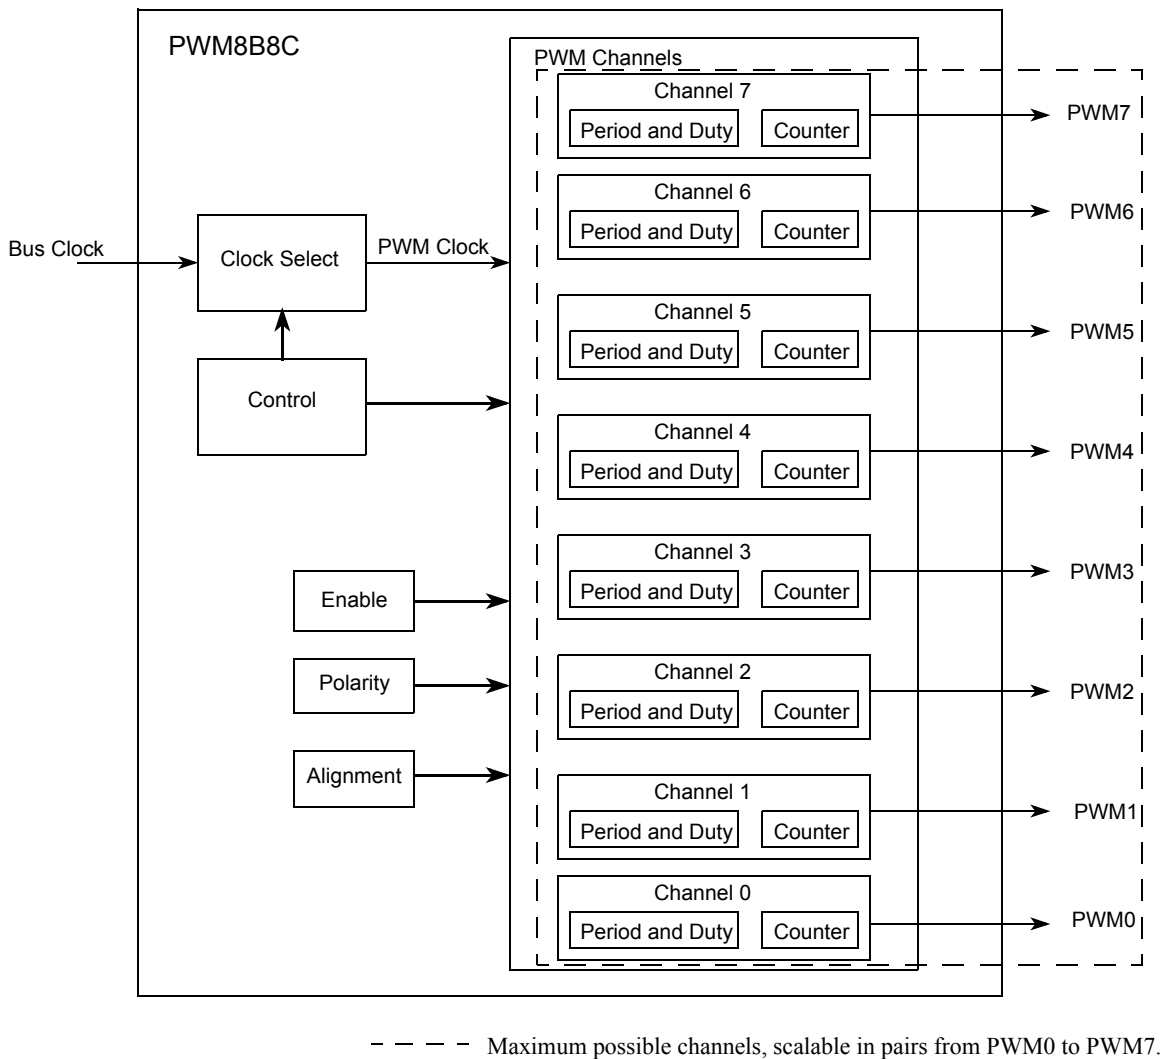 PWM8B8C
PWM Channels
Channel 7
Period and Duty
Counter
PWM7
Channel 6
Period and Duty
Counter
PWM6
Bus Clock
Clock Select
PWM Clock
Channel 5
Period and Duty
Counter
PWM5
Control
Channel 4
Period and Duty
Counter
PWM4
Channel 3
Period and Duty
Counter
PWM3
Enable
Polarity
Channel 2
Period and Duty
Counter
PWM2
Alignment
Channel 1
Period and Duty
Counter
PWM1
Channel 0
Period and Duty
Counter
PWM0
Maximum possible channels, scalable in pairs from PWM0 to PWM7.